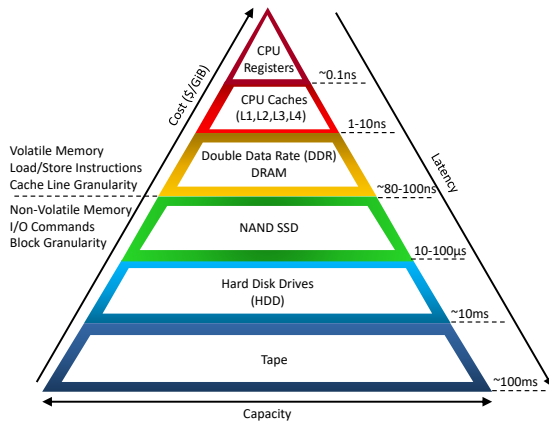 CPU
Registers
~0.1ns
Cost ($/GiB)
CPU Caches
(L1,L2,L3,L4)
1-10ns
Volatile Memory
Load/Store Instructions
Cache Line Granularity
Double Data Rate (DDR)
DRAM
Latency
~80-100ns
Non-Volatile Memory
I/O Commands
Block Granularity
NAND SSD
10-100µs
Hard Disk Drives
(HDD)
~10ms
Tape
~100ms
Capacity